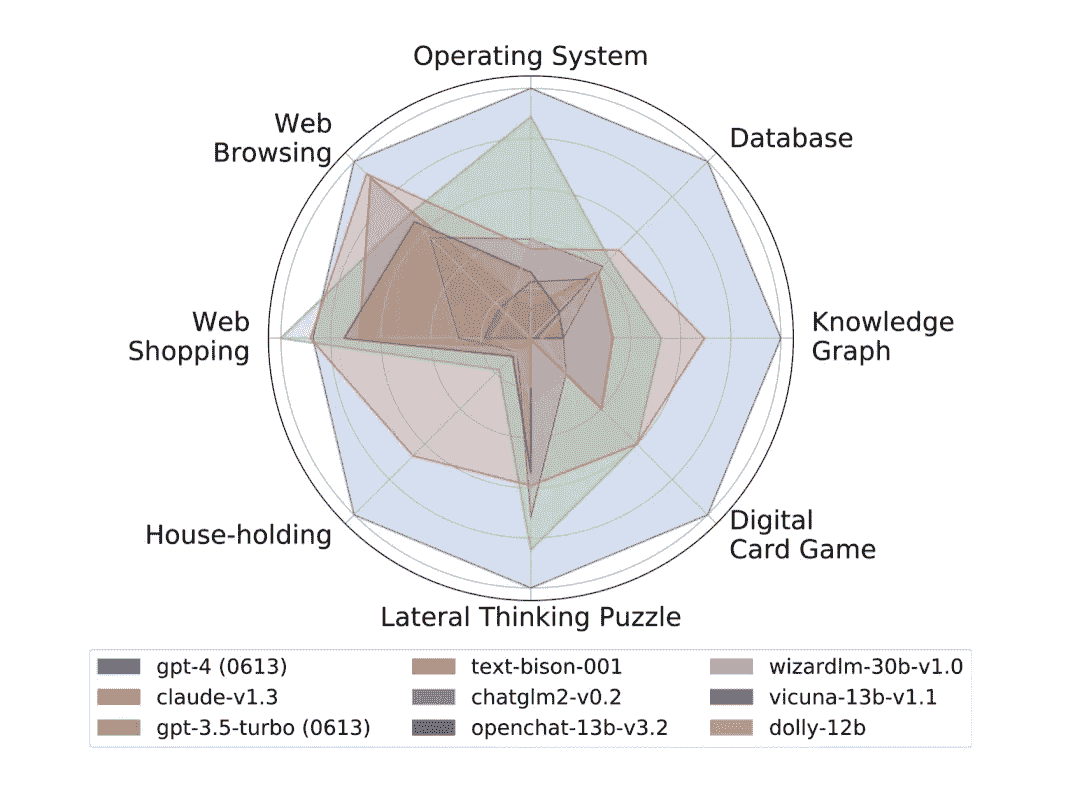 Operating System
Web
Browsing
Database
Web
Shopping
Knowledge
Graph
House-holding
Digital
Card Game
Lateral Thinking Puzzle
gpt-4 (0613)
claude-v1.3
gpt-3.5-turbo (0613)
text-bison-001
chatglm2-v0.2
openchat-13b-v3.2
wizardlm-30b-v1.0
vicuna-13b-v1.1
dolly-12b